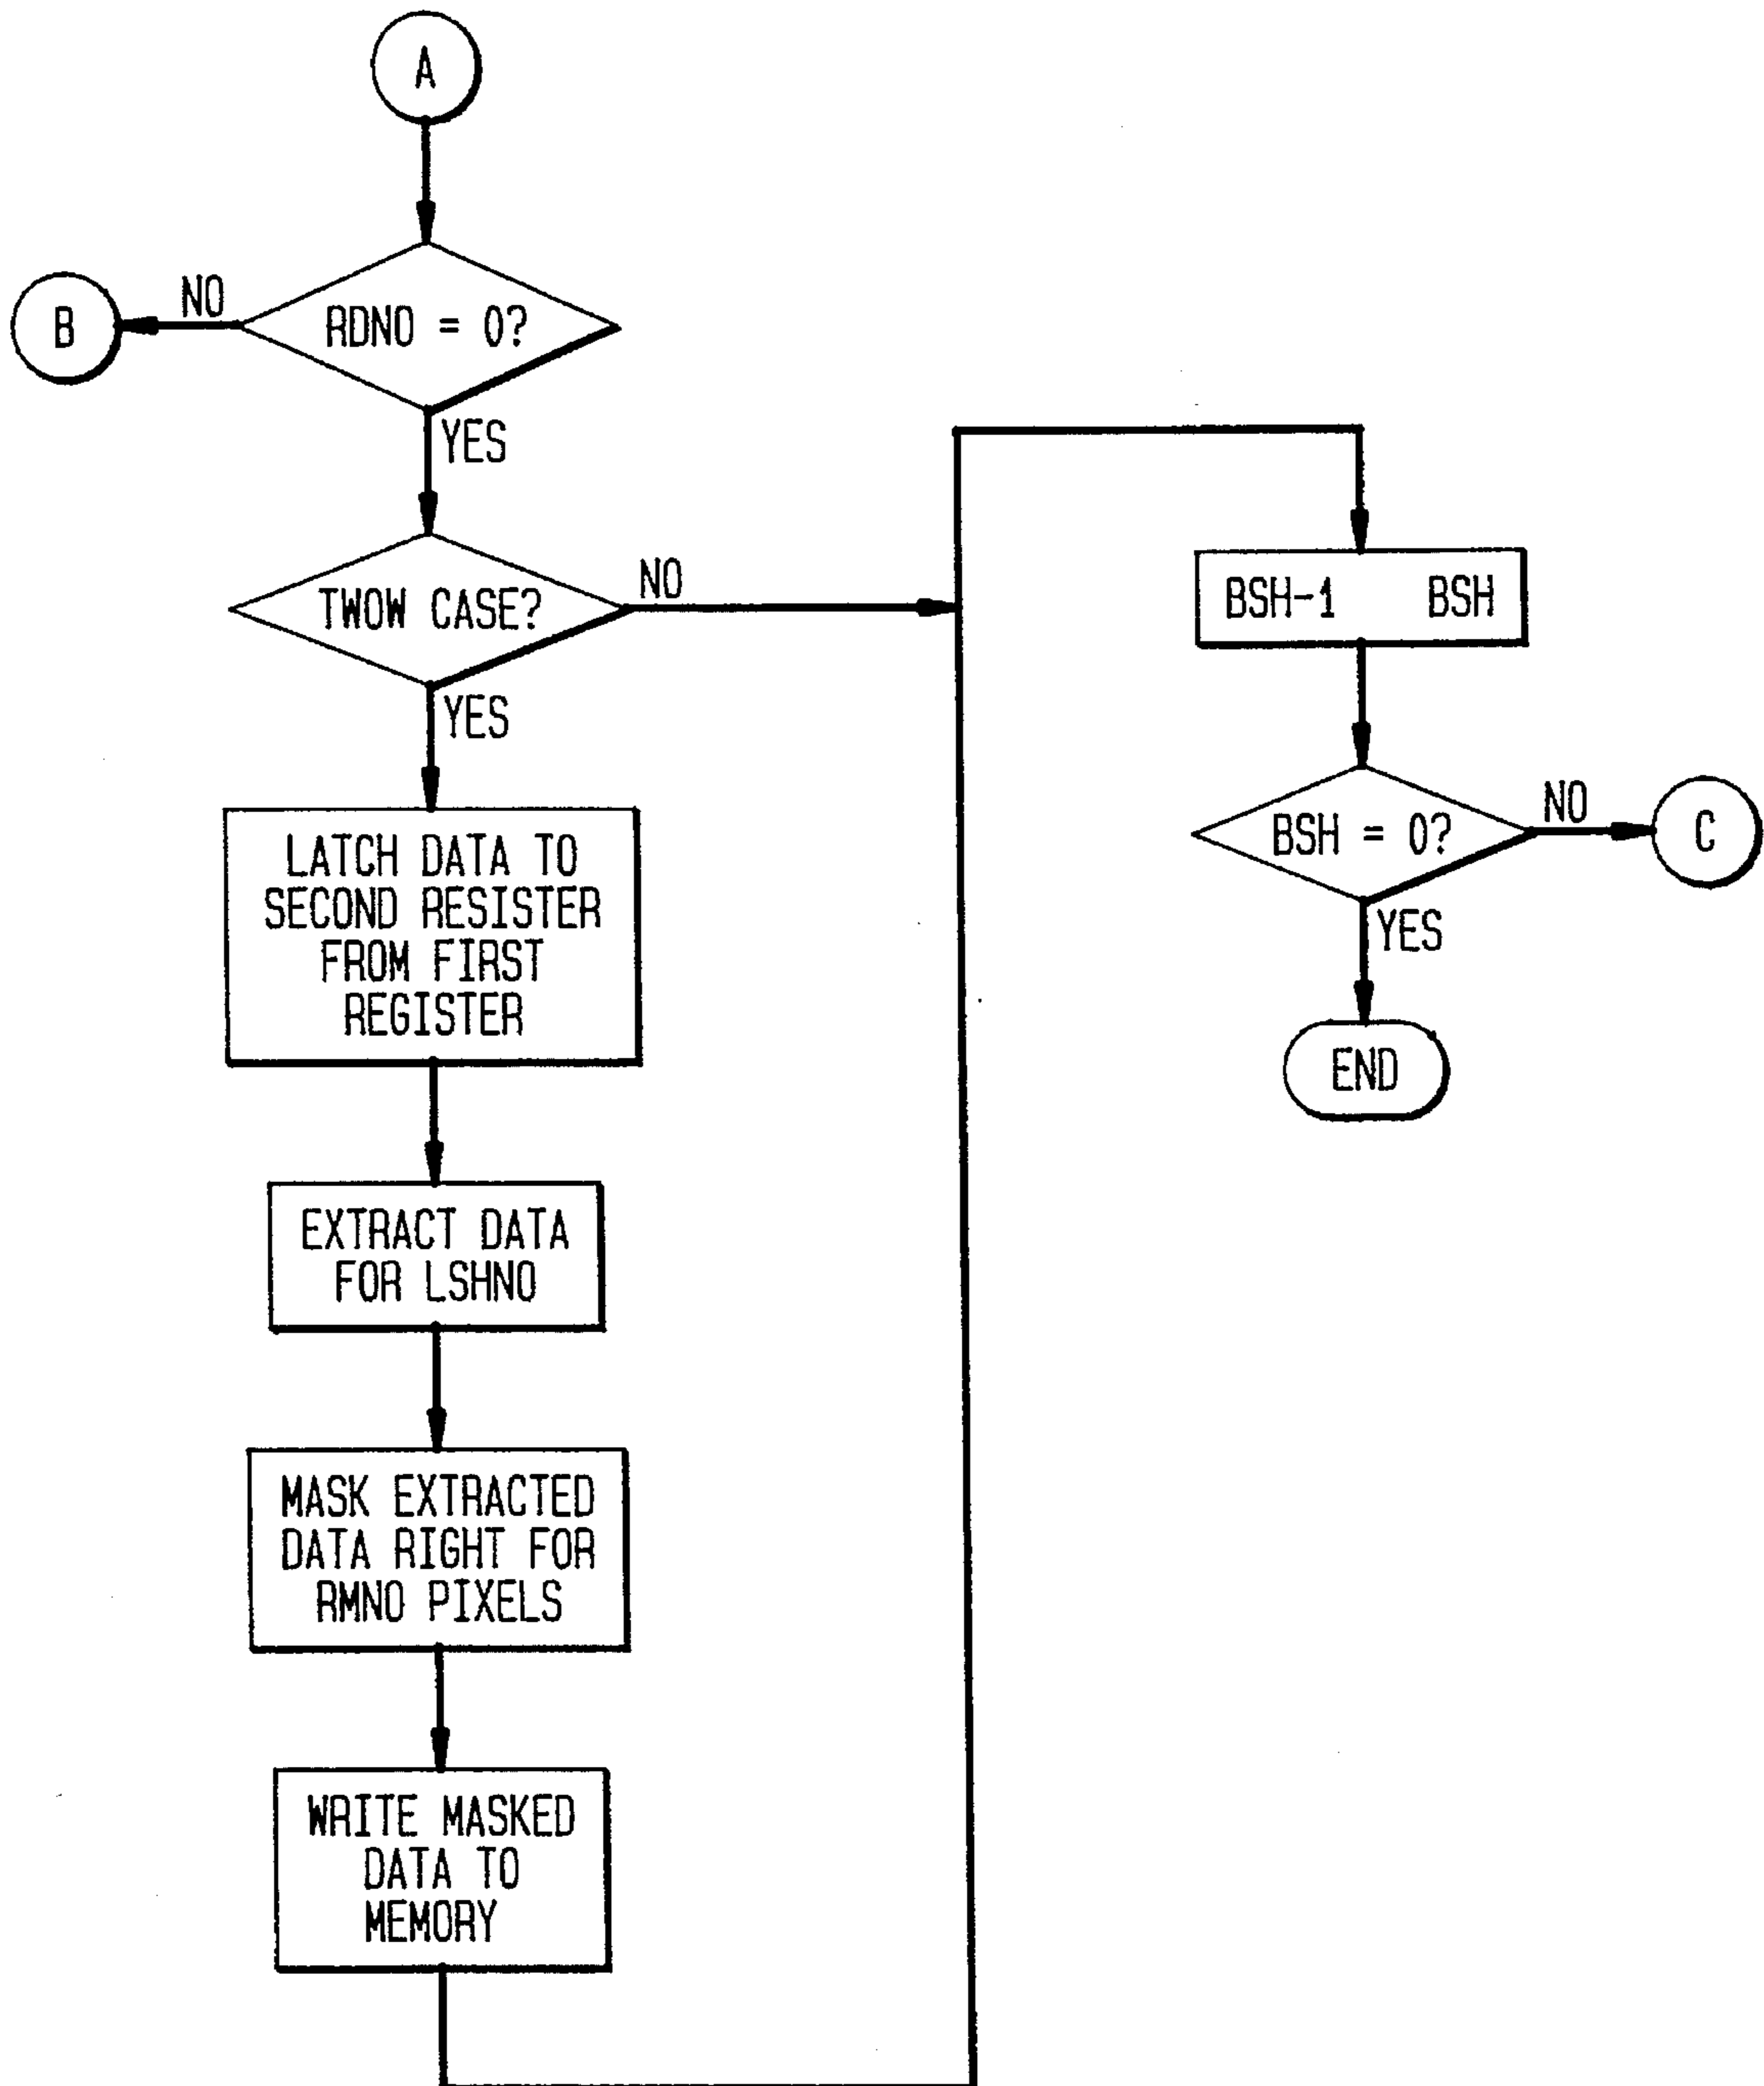 A
RDNO = 0?
NO
B
YES
TWOW CASE?
NO
YES
LATCH DATA TO
SECOND RESISTER
FROM FIRST
REGISTER
EXTRACT DATA
FOR LSHNO
MASK EXTRACTED
DATA RIGHT FOR
RMNO PIXELS
WRITE MASKED
DATA TO
MEMORY
BSH-1 BSH
BSH = 0?
NO
C
YES
END